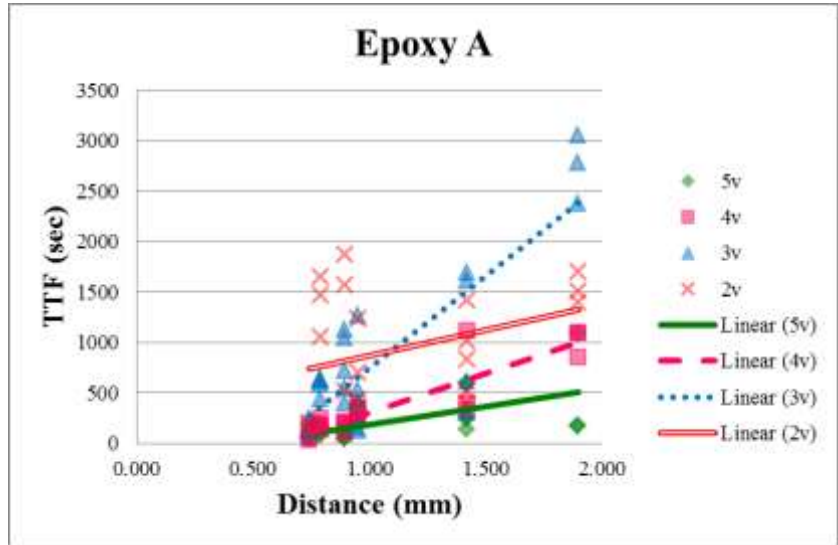 Epoxy A
TTF (sec)
3500
3000
2500
2000
1500
1000
500
0
0.000 0.500 1.000 1.500 2.000
Distance (mm)
5v
4v
3v
2v
Linear (5v)
Linear (4v)
Linear (3v)
Linear (2v)